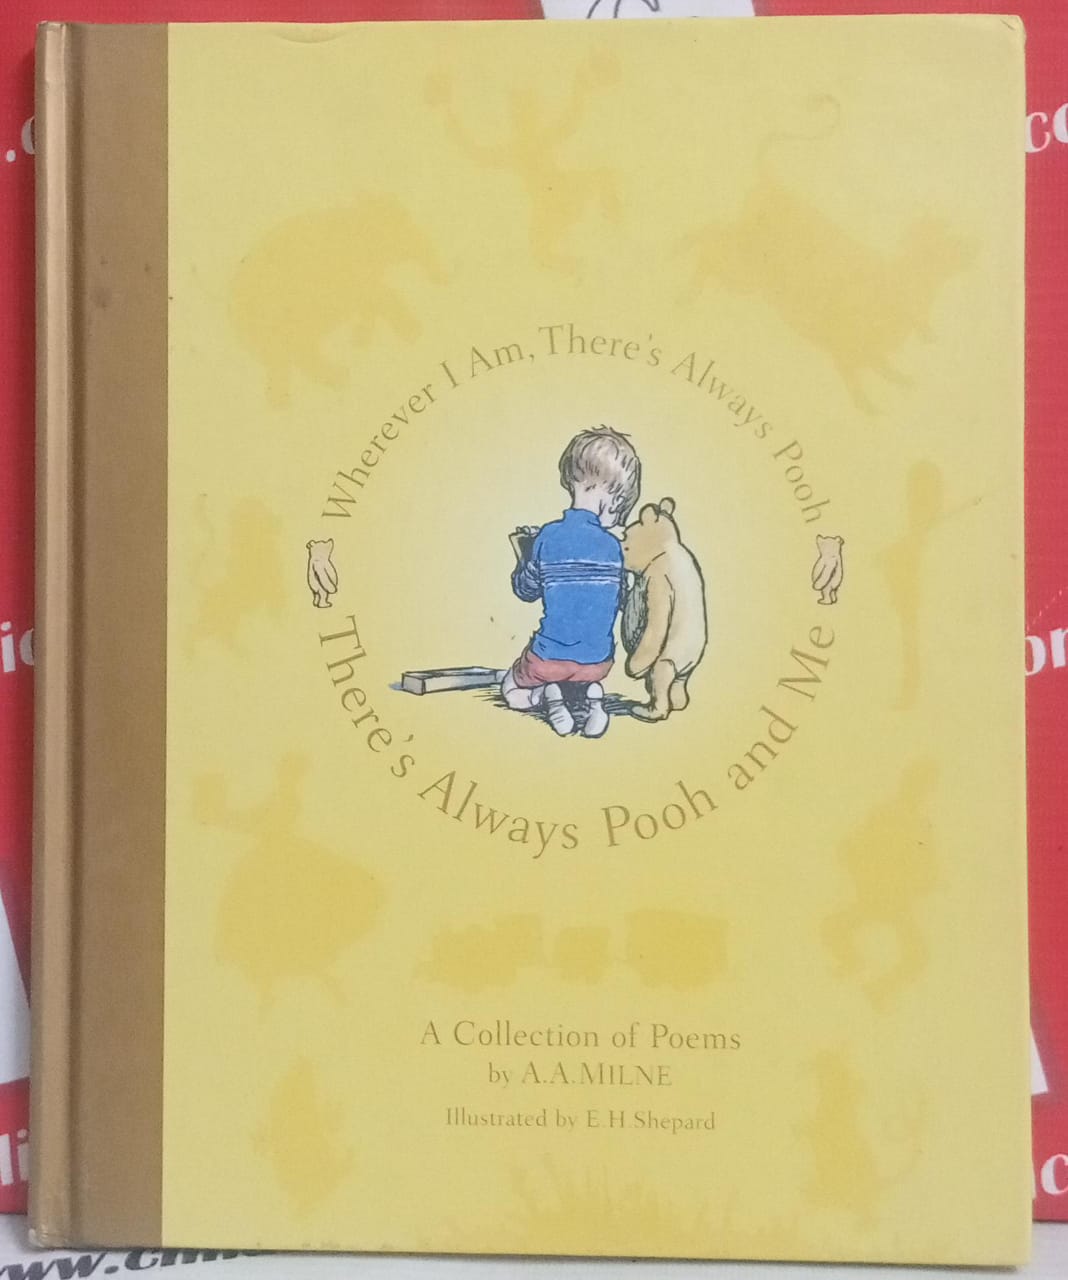 Wherever I Am, There's Always Pooh
There's Always Pooh and Me
A Collection of Poems
by A.A.MILNE
Illustrated by E.H.Shepard